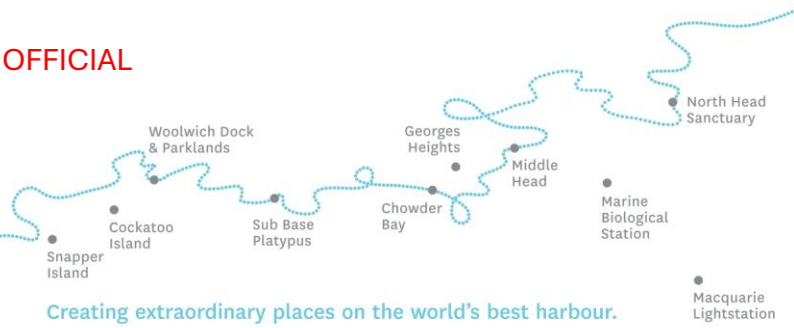 OFFICIAL
North Head
Sanctuary
Woolwich Dock
& Parklands
Georges
Heights
Middle
Head
Marine
Biological
Station
Chowder
Bay
Sub Base
Platypus
Cockatoo
Island
Snapper
Island
Macquarie
Lightstation
Creating extraordinary places on the world's best harbour.